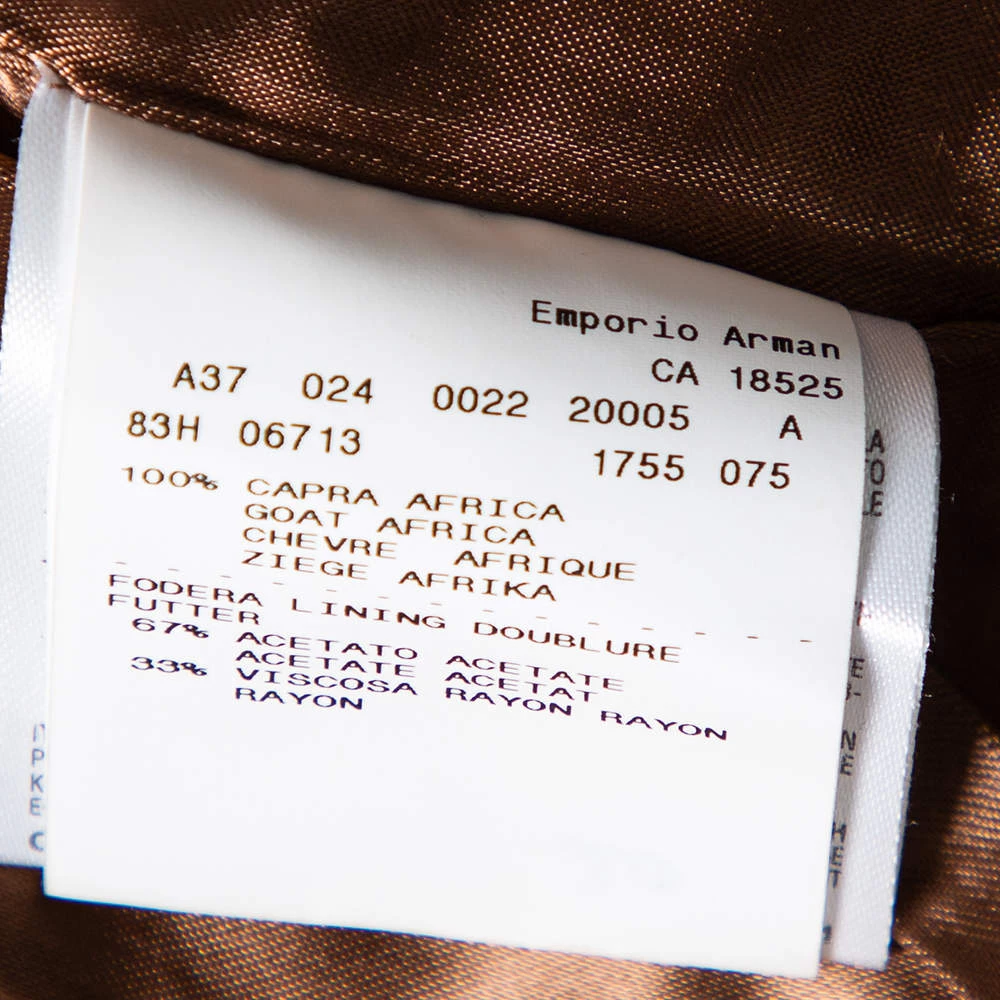 Emporio Arman
CA 18525
A37 024 0022 20005 A
83H 06713 1755 075
100% CAPRA AFRICA
GOAT AFRICA
CHEVRE AFRIQUE
ZIEGE AFRIKA
- - - - - - - - - - - - - -
FODERA LINING DOUBLURE
FUTTER
67% ACETATO ACETATE
ACETATE ACETAT
33% VISCOSA RAYON RAYON
RAYON